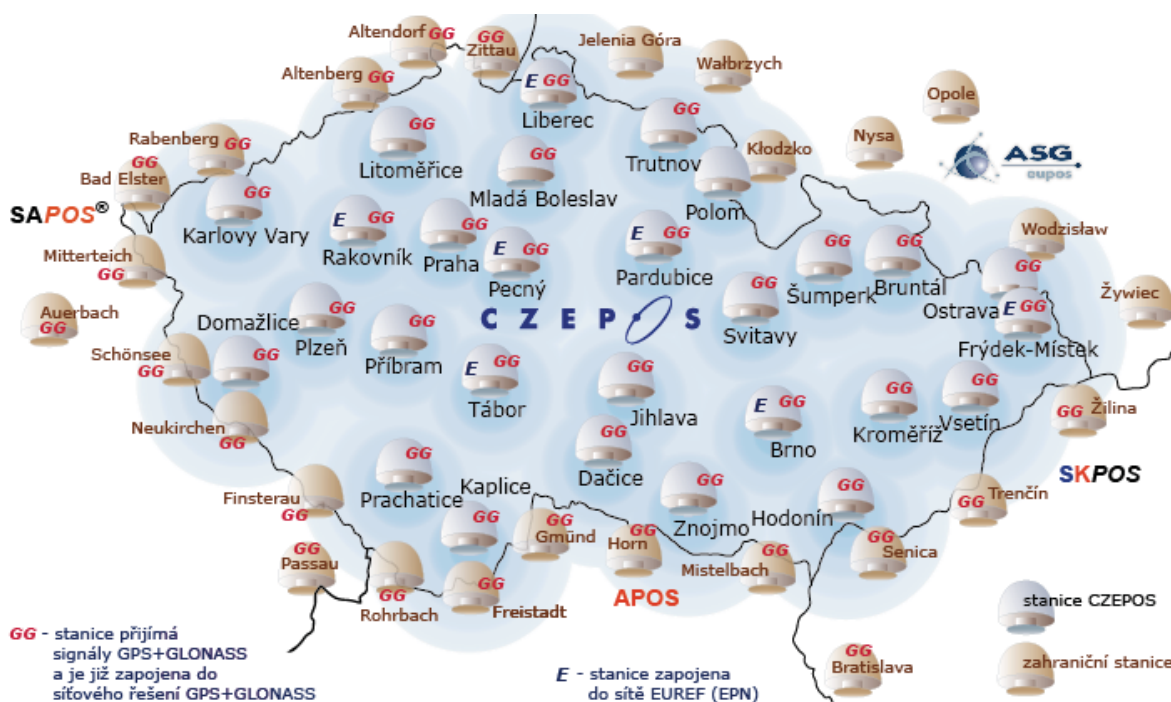 Altendorf GG
GG
Zittau
Jelenia Góra
Wałbrzych
Altenberg GG
E GG
Liberec
Opole
GG
Litoměřice
GG
Trutnov
Nysa
Rabenberg
GG
GG
Mladá Boleslav
Kłodzko
ASG
eupos
GG
Bad Elster
GG
Karlovy Vary
Polom
SAPOS®
E GG
Rakovník
GG
Praha
E GG
Pecný
E GG
Pardubice
GG
Šumperk
GG
Bruntál
Wodzisław
Mitterteich
GG
GG
Ostrava
Żywiec
Auerbach
GG
Domažlice
GG
Plzeň
GG
Příbram
CZEPOS
GG
Svitavy
E GG
Frýdek-Místek
Schönsee
GG
GG
E GG
Tábor
GG
Jihlava
E GG
Brno
GG
Kroměříž
GG
Vsetín
GG Žilina
Neukirchen
GG
GG
Prachatice
GG
Dačice
SKPOS
Finsterau
GG
Kaplice
GG
GG
Gmünd
GG
Znojmo
Hodonín
GG
GG
Trenčín
GG
Passau
GG
Rohrbach
GG
Freistadt
GG
Horn
APOS
GG
Mistelbach
GG
Senica
stanice CZEPOS
GG - stanice přijímá
signály GPS+GLONASS
a je již zapojena do
síťového řešení GPS+GLONASS
E - stanice zapojena
do sítě EUREF (EPN)
GG
Bratislava
zahraniční stanice